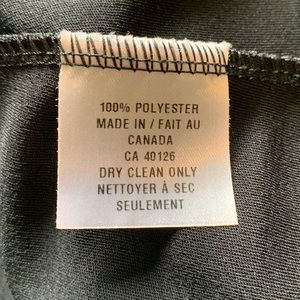 100% POLYESTER
MADE IN / FAIT AU
CANADA
CA 40126
DRY CLEAN ONLY
NETTOYER À SEC
SEULEMENT